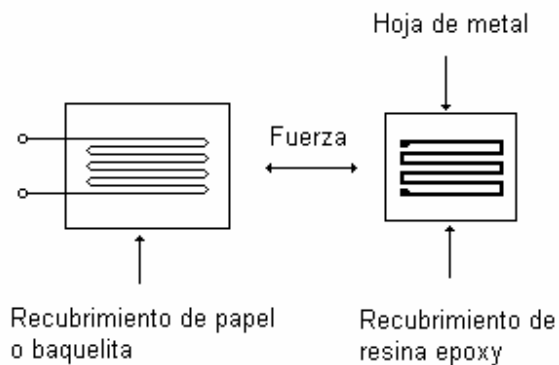 Hoja de metal
Fuerza
Recubrimiento de papel
o baquelita
Recubrimiento de
resina epoxy